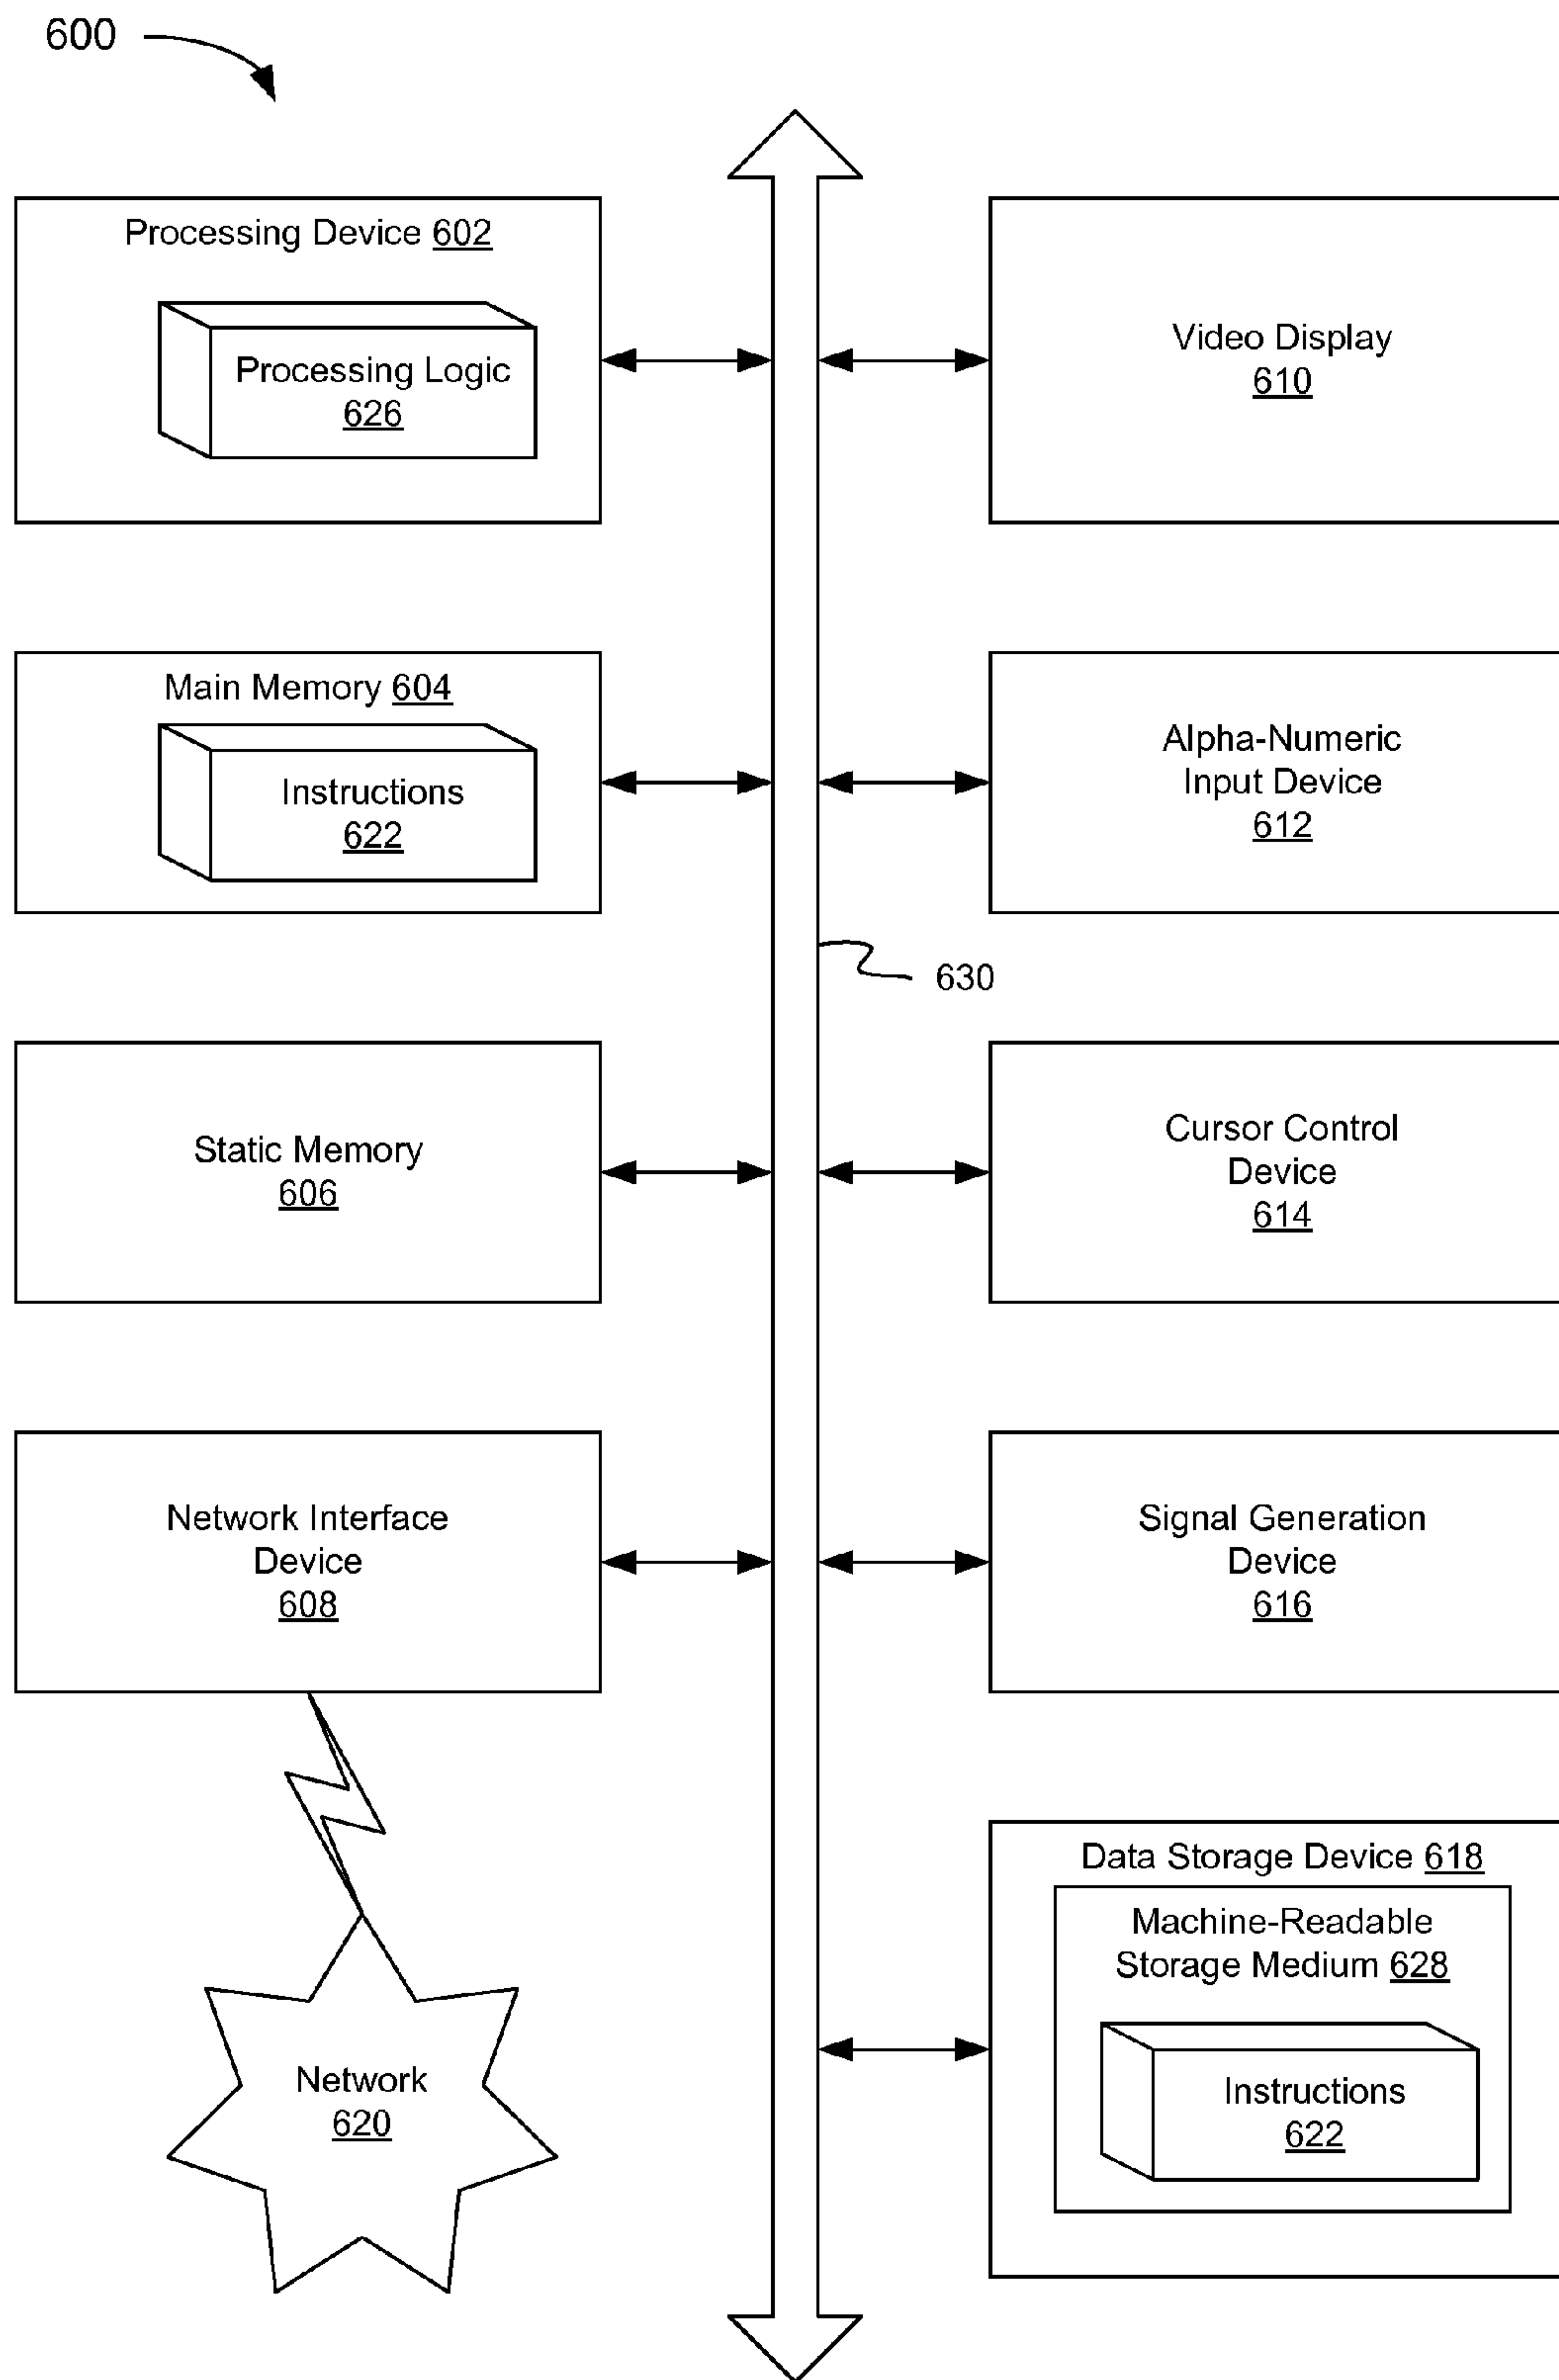 600
Processing Device 602
Processing Logic
626
Video Display
610
Main Memory 604
Instructions
622
Alpha-Numeric
Input Device
612
630
Static Memory
606
Cursor Control
Device
614
Network Interface
Device
608
Signal Generation
Device
616
Data Storage Device 618
Machine-Readable
Storage Medium 628
Instructions
622
Network
620